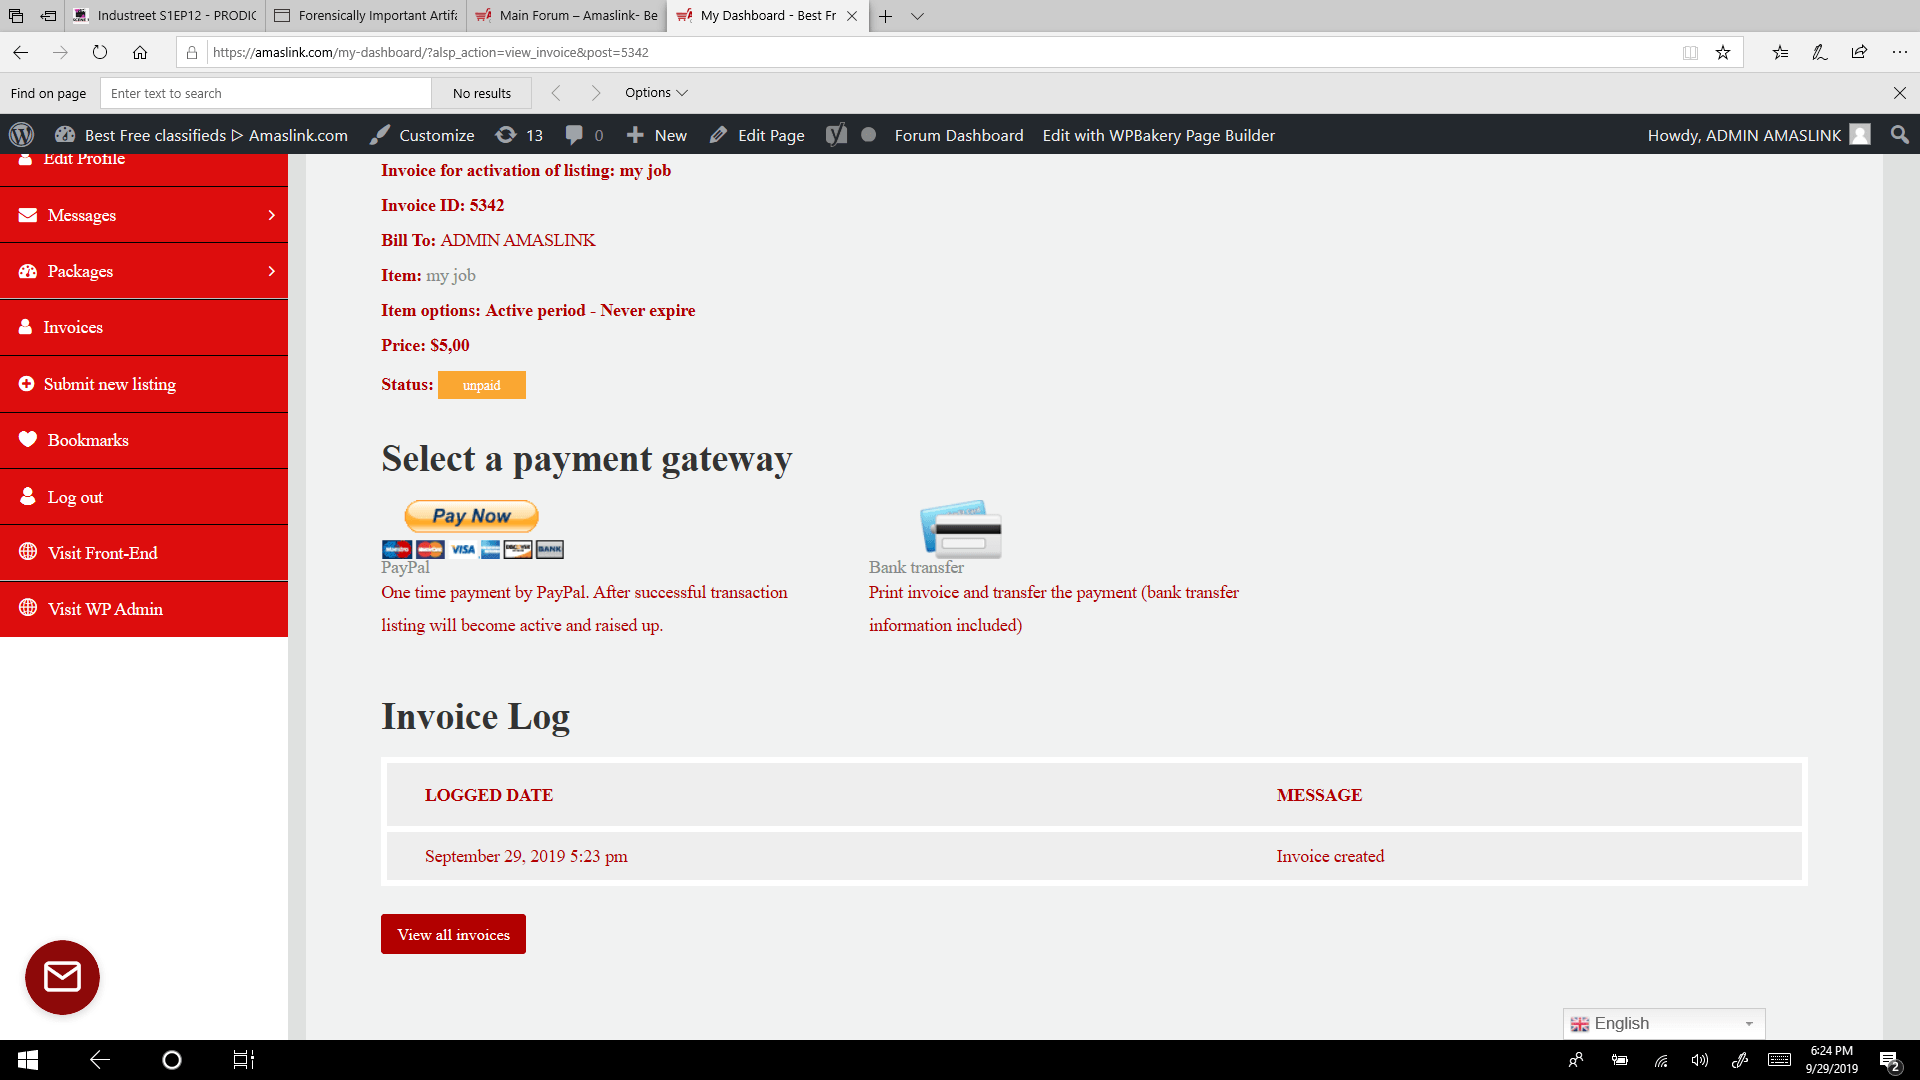 Industreet S1EP12 - PRODIC
Forensically Important Artifa
Main Forum – Amaslink- Be
My Dashboard - Best Fr
https://amaslink.com/my-dashboard/?alsp_action=view_invoice&post=5342
Find on page
Enter text to search
No results
Options
Best Free classifieds ▷ Amaslink.com
Customize
13
0
New
Edit Page
Forum Dashboard
Edit with WPBakery Page Builder
Howdy, ADMIN AMASLINK
Edit Profile
Messages
Packages
Invoices
Submit new listing
Bookmarks
Log out
Visit Front-End
Visit WP Admin
Invoice for activation of listing: my job
Invoice ID: 5342
Bill To: ADMIN AMASLINK
Item: my job
Item options: Active period - Never expire
Price: $5,00
Status: unpaid
Select a payment gateway
Pay Now
VISA
BANK
PayPal
One time payment by PayPal. After successful transaction
listing will become active and raised up.
Bank transfer
Print invoice and transfer the payment (bank transfer
information included)
Invoice Log
LOGGED DATE
MESSAGE
September 29, 2019 5:23 pm
Invoice created
View all invoices
English
6:24 PM
9/29/2019
2